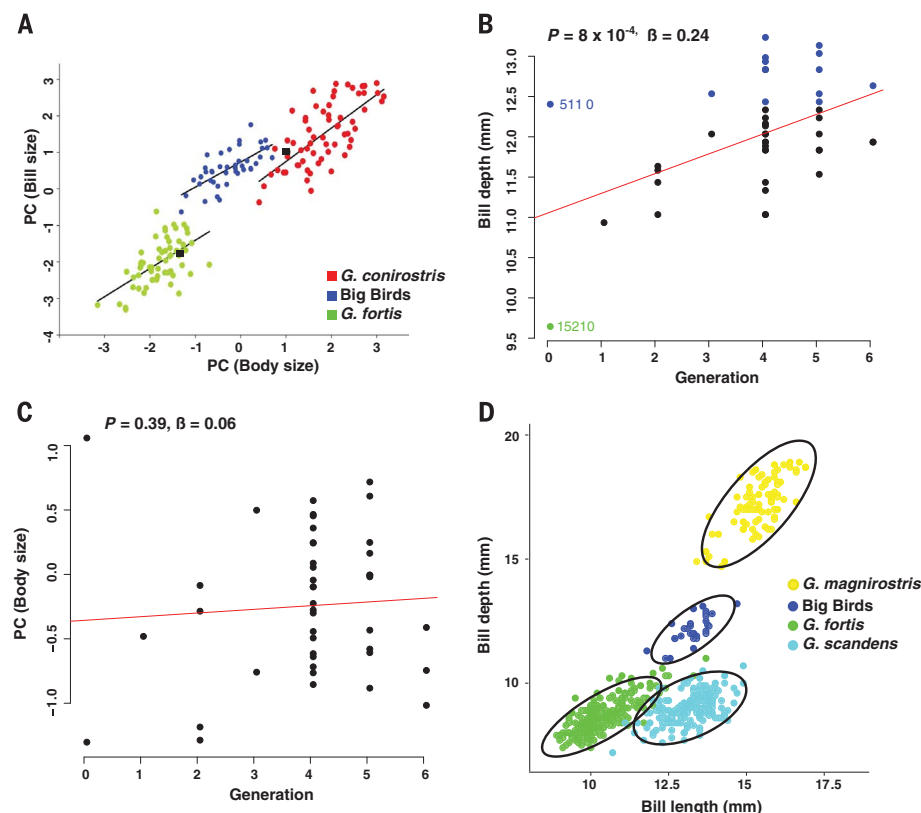 A
PC (Bill size)
3
2
1
0
-1
-2
-3
-4
-3 -2 -1 0 1 2 3
PC (Body size)
G. conirostris
Big Birds
G. fortis
B
P = 8 x 10-4, ß = 0.24
Bill depth (mm)
13.0
12.5
12.0
11.5
11.0
10.5
10.0
9.5
511 0
15210
0 1 2 3 4 5 6
Generation
C
P = 0.39, ß = 0.06
PC (Body size)
1.0
0.5
0.0
−0.5
−1.0
0 1 2 3 4 5 6
Generation
D
Bill depth (mm)
20
15
10
10.0 12.5 15.0 17.5
Bill length (mm)
G. magnirostris
Big Birds
G. fortis
G. scandens